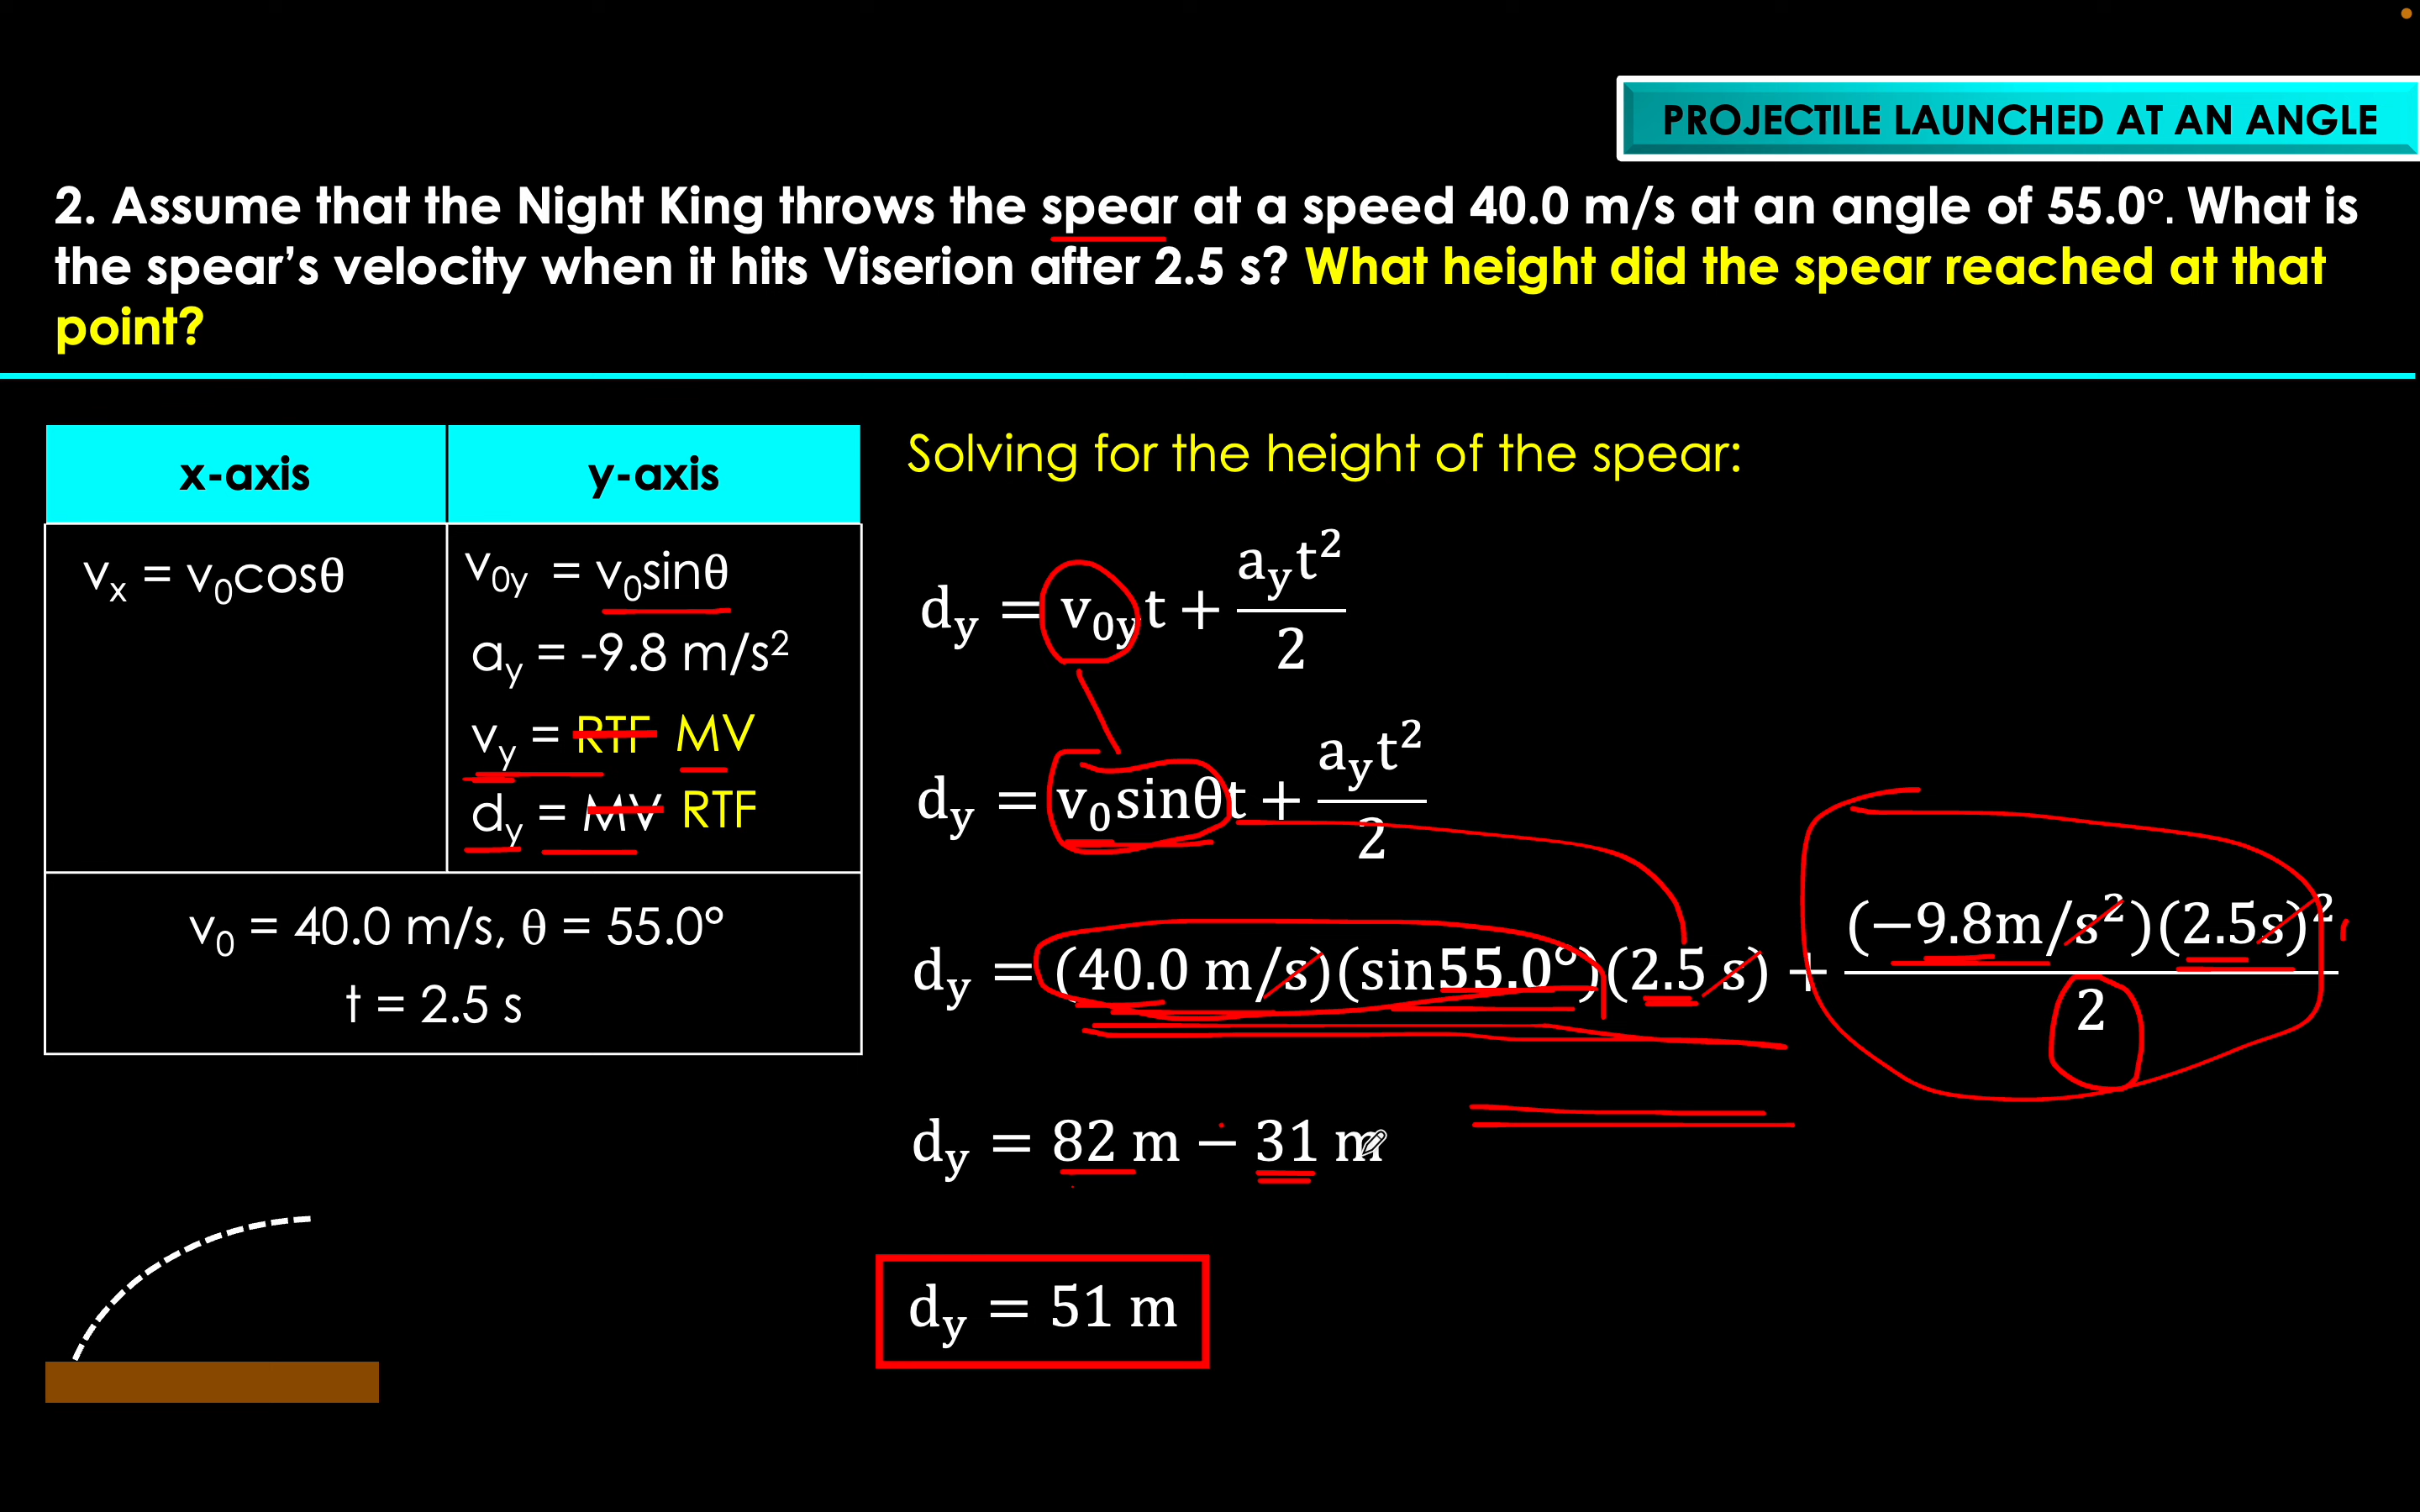 PROJECTILE LAUNCHED AT AN ANGLE
2. Assume that the Night King throws the spear at a speed 40.0 m/s at an angle of 55.0°. What is
the spear's velocity when it hits Viserion after 2.5 s? What height did the spear reached at that
point?
x-axis y-axis
vₓ = v₀cosθ
v₀y = v₀sinθ
ay = -9.8 m/s²
vy = RTF MV
dy = MV RTF
v₀ = 40.0 m/s, θ = 55.0°
t = 2.5 s
Solving for the height of the spear:
dy = v₀yt + ayt²/2
dy = v₀sinθt + ayt²/2
dy = (40.0 m/s)(sin55.0°)(2.5 s) + (−9.8m/s²)(2.5s)²/2
dy = 82 m − 31 m
dy = 51 m